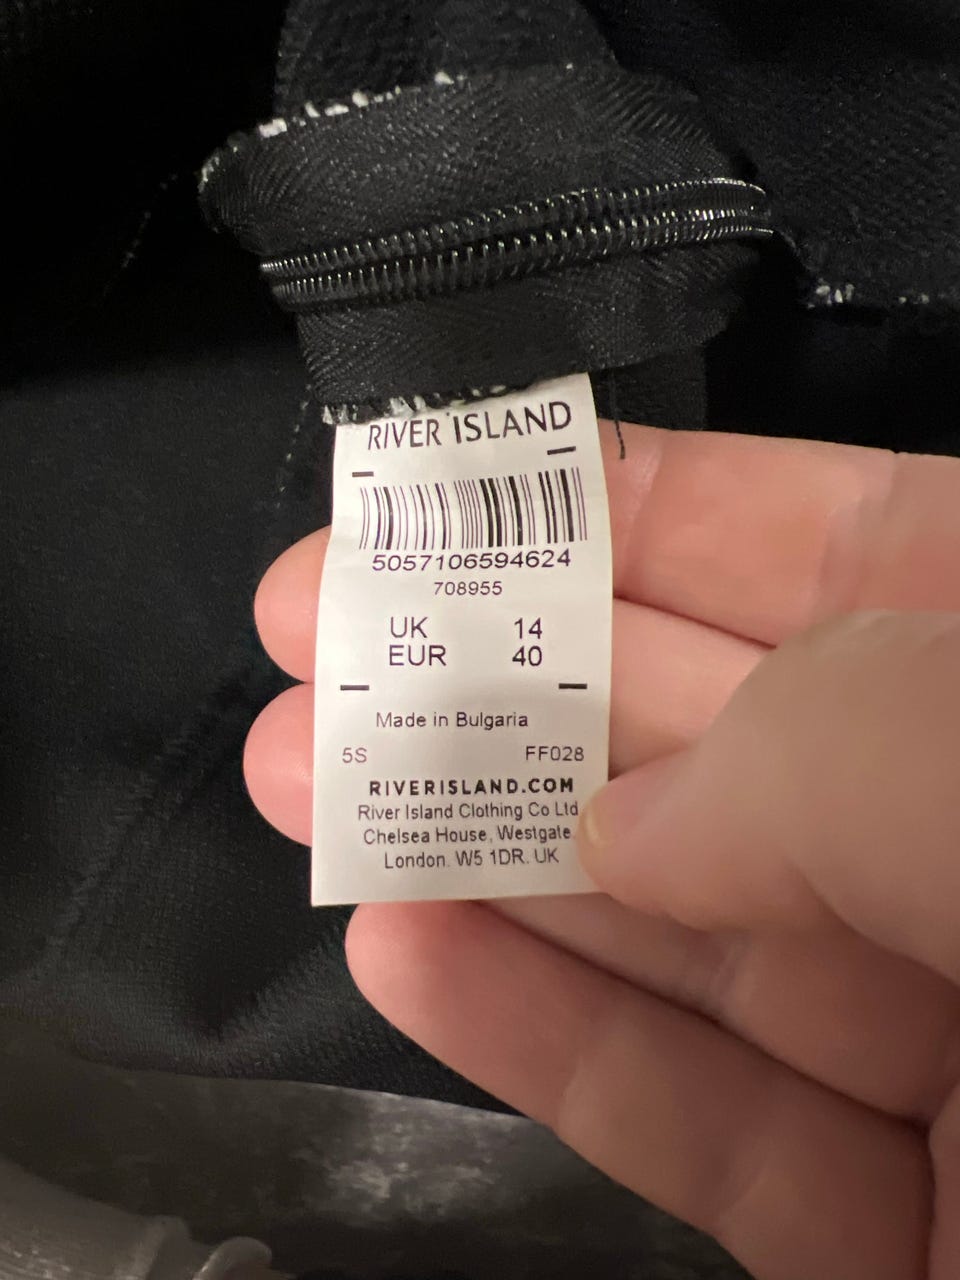 RIVER ISLAND
5057106594624
708955
UK 14
EUR 40
Made in Bulgaria
5S FF028
RIVERISLAND.COM
River Island Clothing Co Ltd
Chelsea House, Westgate,
London. W5 1DR. UK